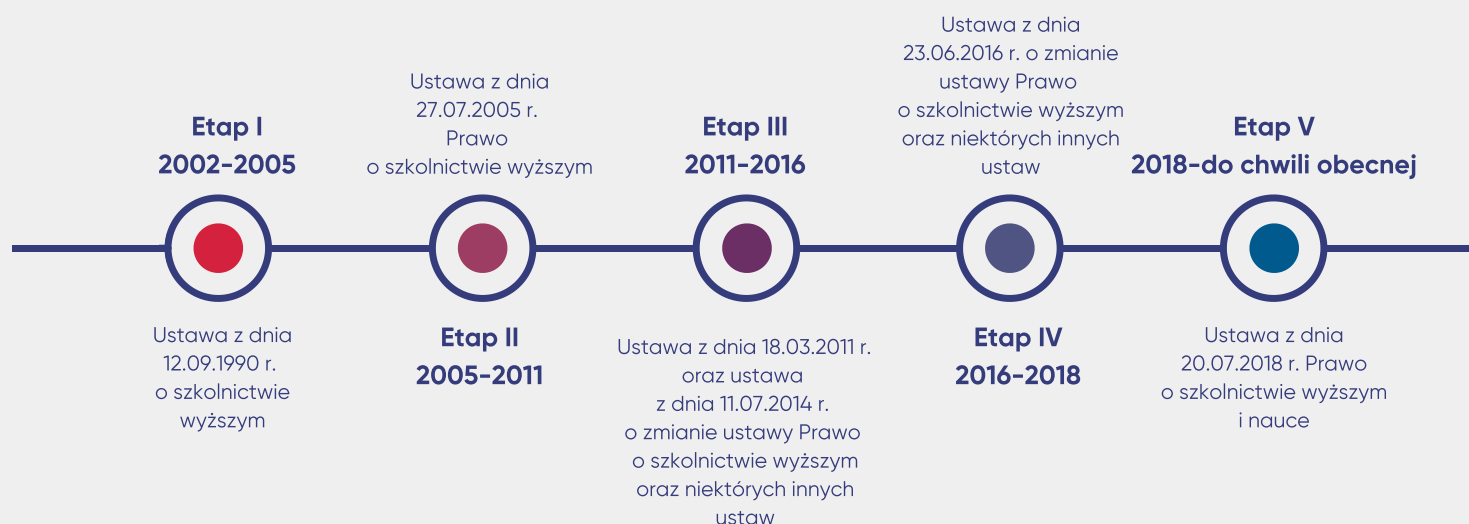 Etap I
2002-2005
Ustawa z dnia
12.09.1990 r.
o szkolnictwie
wyższym
Ustawa z dnia
27.07.2005 r.
Prawo
o szkolnictwie wyższym
Etap II
2005-2011
Etap III
2011-2016
Ustawa z dnia 18.03.2011 r.
oraz ustawa
z dnia 11.07.2014 r.
o zmianie ustawy Prawo
o szkolnictwie wyższym
oraz niektórych innych
ustaw
Ustawa z dnia
23.06.2016 r. o zmianie
ustawy Prawo
o szkolnictwie wyższym
oraz niektórych innych
ustaw
Etap IV
2016-2018
Etap V
2018-do chwili obecnej
Ustawa z dnia
20.07.2018 r. Prawo
o szkolnictwie wyższym
i nauce